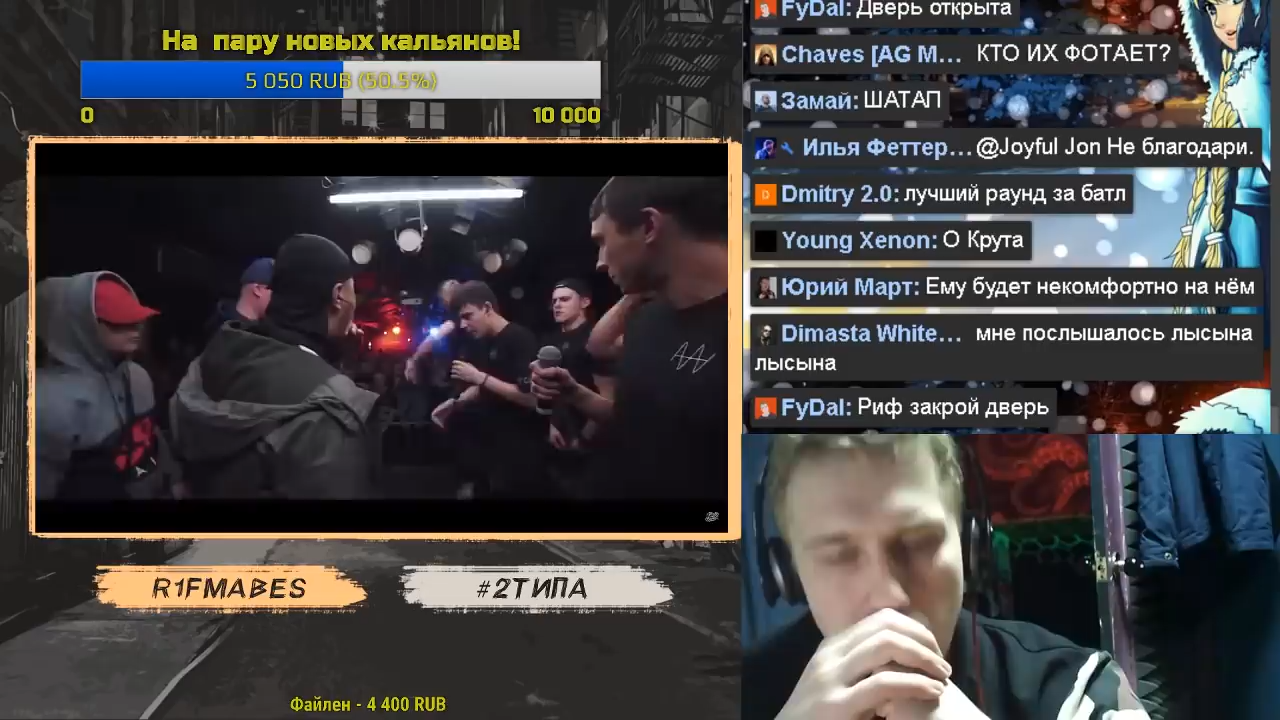 На пару новых кальянов!
5 050 RUB (50.5%)
0
10 000
R1FMABES
#2ТИПА
Файлен - 4 400 RUB
FyDal: Дверь открыта
Chaves [AG M... КТО ИХ ФОТАЕТ?
Замай: ШАТАП
Илья Феттер... @Joyful Jon Не благодари.
D
Dmitry 2.0: лучший раунд за батл
Young Xenon: О Крута
Юрий Март: Ему будет некомфортно на нём
Dimasta White... мне послышалось лысына
лысына
FyDal: Риф закрой дверь